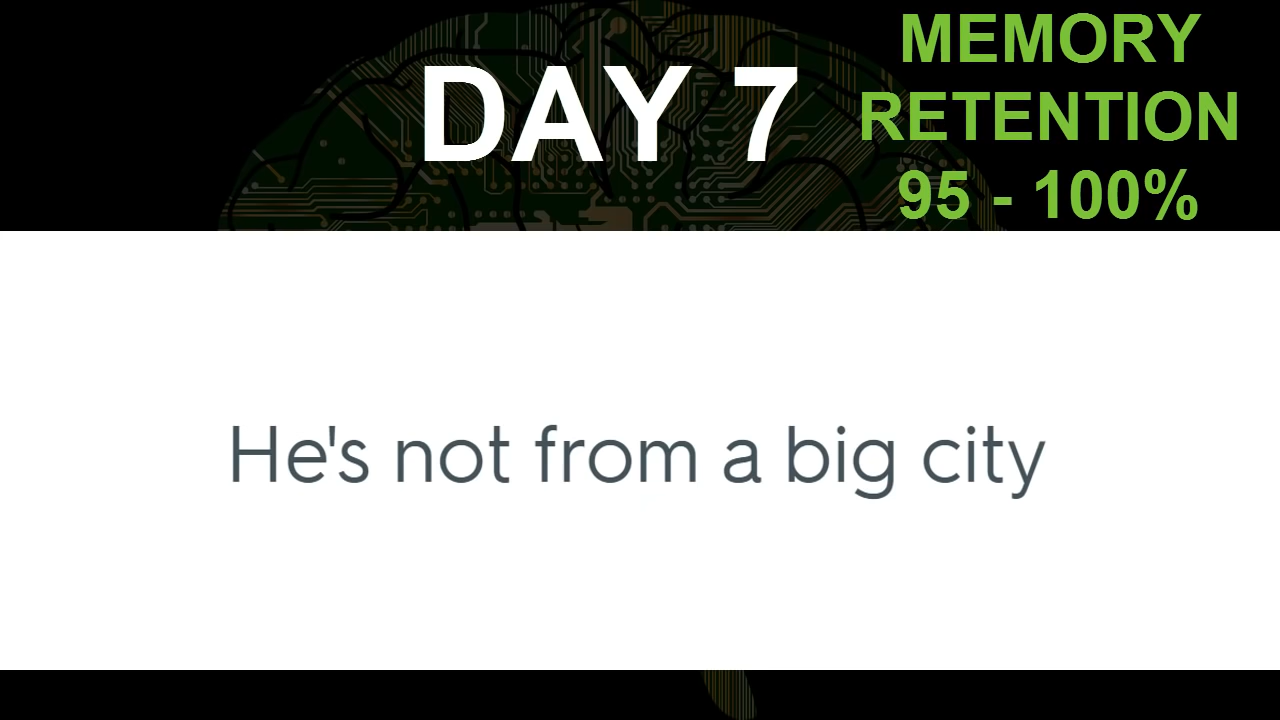 DAY 7
MEMORY
RETENTION
95 - 100%
He's not from a big city